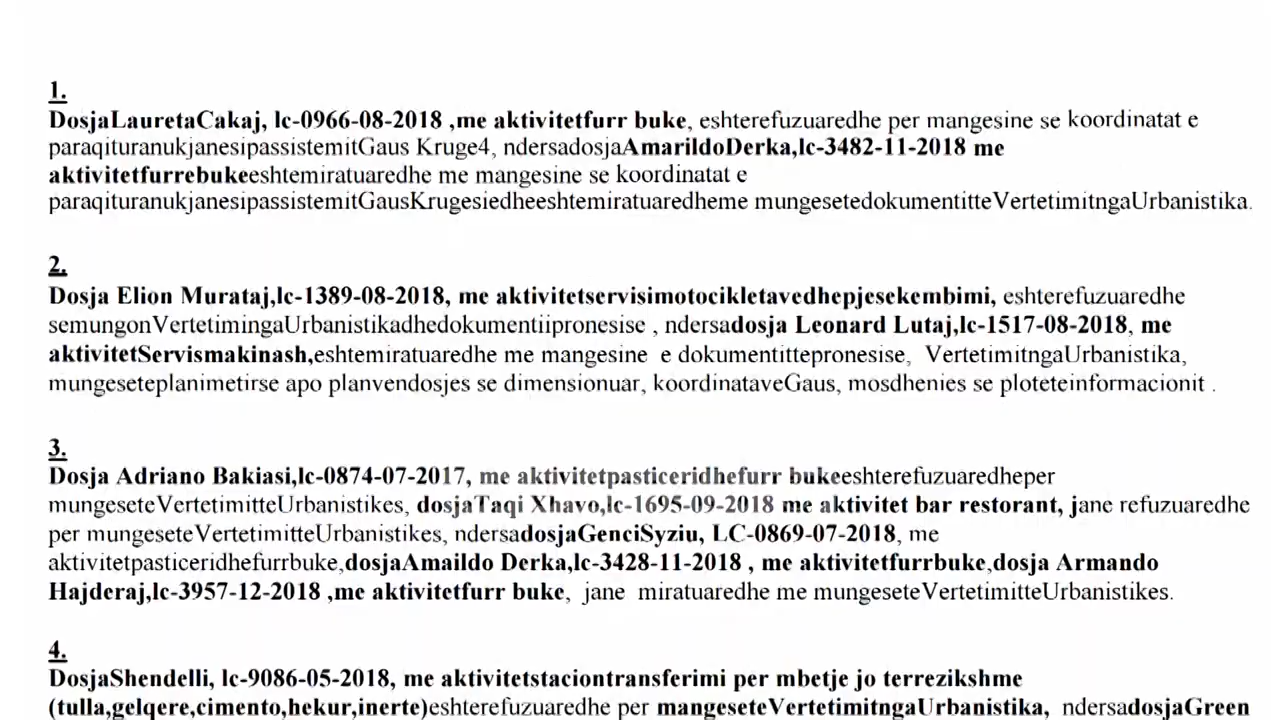 1.
DosjaLauretaCakaj, lc-0966-08-2018 ,me aktivitetfurr buke, eshterefuzuaredhe per mangesine se koordinatat e
paraqituranukjanesipassistemitGaus Kruge4, ndersadosjaAmarildoDerka,lc-3482-11-2018 me
aktivitetfurrebukeeshtemiratuaredhe me mangesine se koordinatat e
paraqituranukjanesipassistemitGausKrugesiedheeshtemiratuaredheme mungesetedokumentitteVertetimitngaUrbanistika.
2.
Dosja Elion Murataj,lc-1389-08-2018, me aktivitetservisimotocikletavedhepjesekembimi, eshterefuzuaredhe
semungonVertetimingaUrbanistikadhedokumentiipronesise , ndersadosja Leonard Lutaj,lc-1517-08-2018, me
aktivitetServismakinash,eshtemiratuaredhe me mangesine e dokumentittepronesise, VertetimitngaUrbanistika,
mungeseteplanimetirse apo planvendosjes se dimensionuar, koordinataveGaus, mosdhenies se ploteteinformacionit .
3.
Dosja Adriano Bakiasi,lc-0874-07-2017, me aktivitetpasticeridhefurr bukeeshterefuzuaredheper
mungeseteVertetimitteUrbanistikes, dosjaTaqi Xhavo,lc-1695-09-2018 me aktivitet bar restorant, jane refuzuaredhe
per mungeseteVertetimitteUrbanistikes, ndersadosjaGenciSyziu, LC-0869-07-2018, me
aktivitetpasticeridhefurrbuke,dosjaAmaildo Derka,lc-3428-11-2018 , me aktivitetfurrbuke,dosja Armando
Hajderaj,lc-3957-12-2018 ,me aktivitetfurr buke, jane miratuaredhe me mungeseteVertetimitteUrbanistikes.
4.
DosjaShendelli, lc-9086-05-2018, me aktivitetstaciontransferimi per mbetje jo terrezikshme
(tulla,gelqere,cimento,hekur,inerte)eshterefuzuaredhe per mangeseteVertetimitngaUrbanistika, ndersadosjaGreen